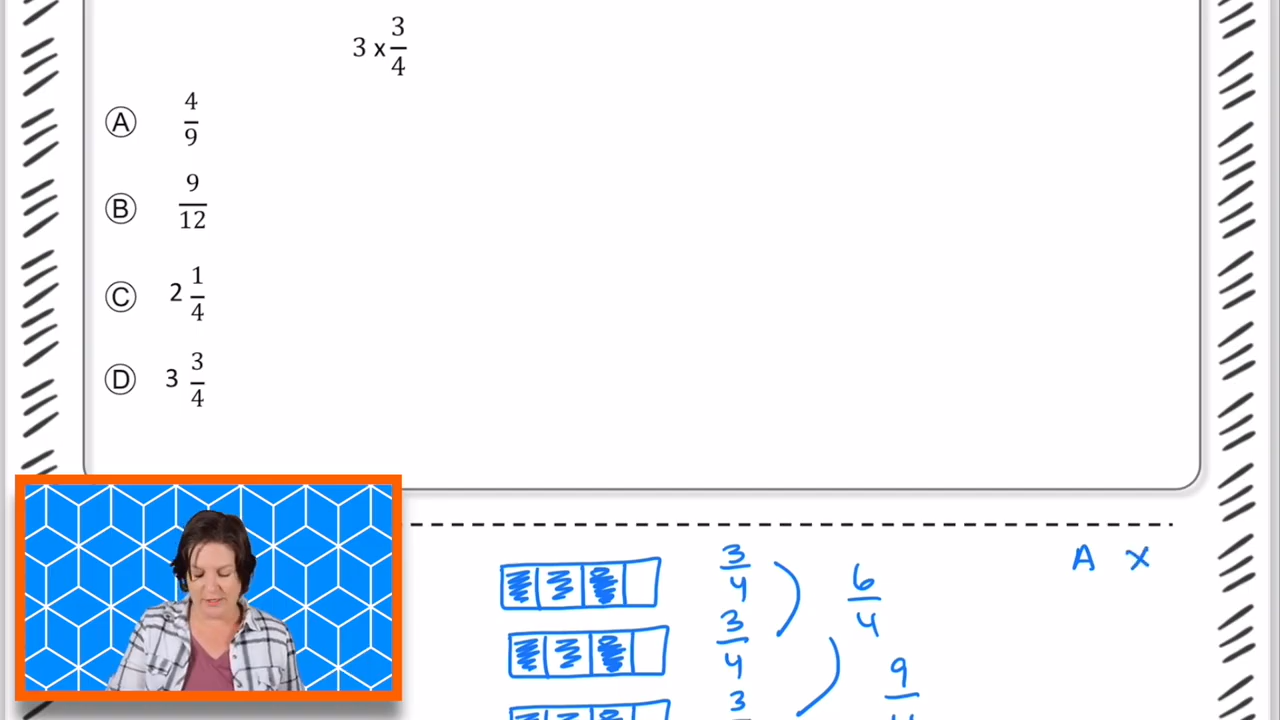 3 x 3/4
Ⓐ 4/9
Ⓑ 9/12
Ⓒ 2 1/4
Ⓓ 3 3/4
3/4
A X
6/4
3/4
9
3